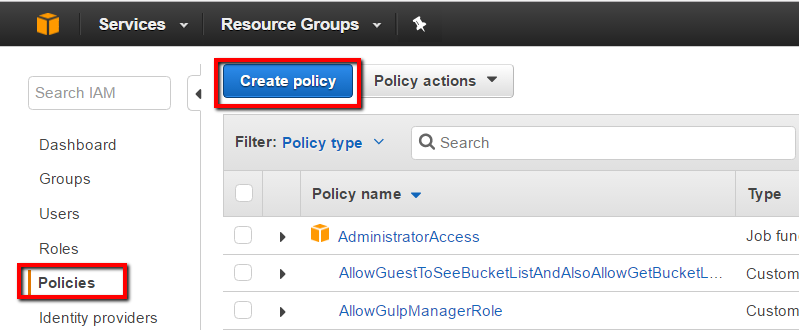 Services Resource Groups
Search IAM
Dashboard
Groups
Users
Roles
Policies
Identity providers
Create policy Policy actions
Filter: Policy type Search
Policy name Type
AdministratorAccess Job func
AllowGuestToSeeBucketListAndAlsoAllowGetBucketL... Custom
AllowGulpManagerRole Custom